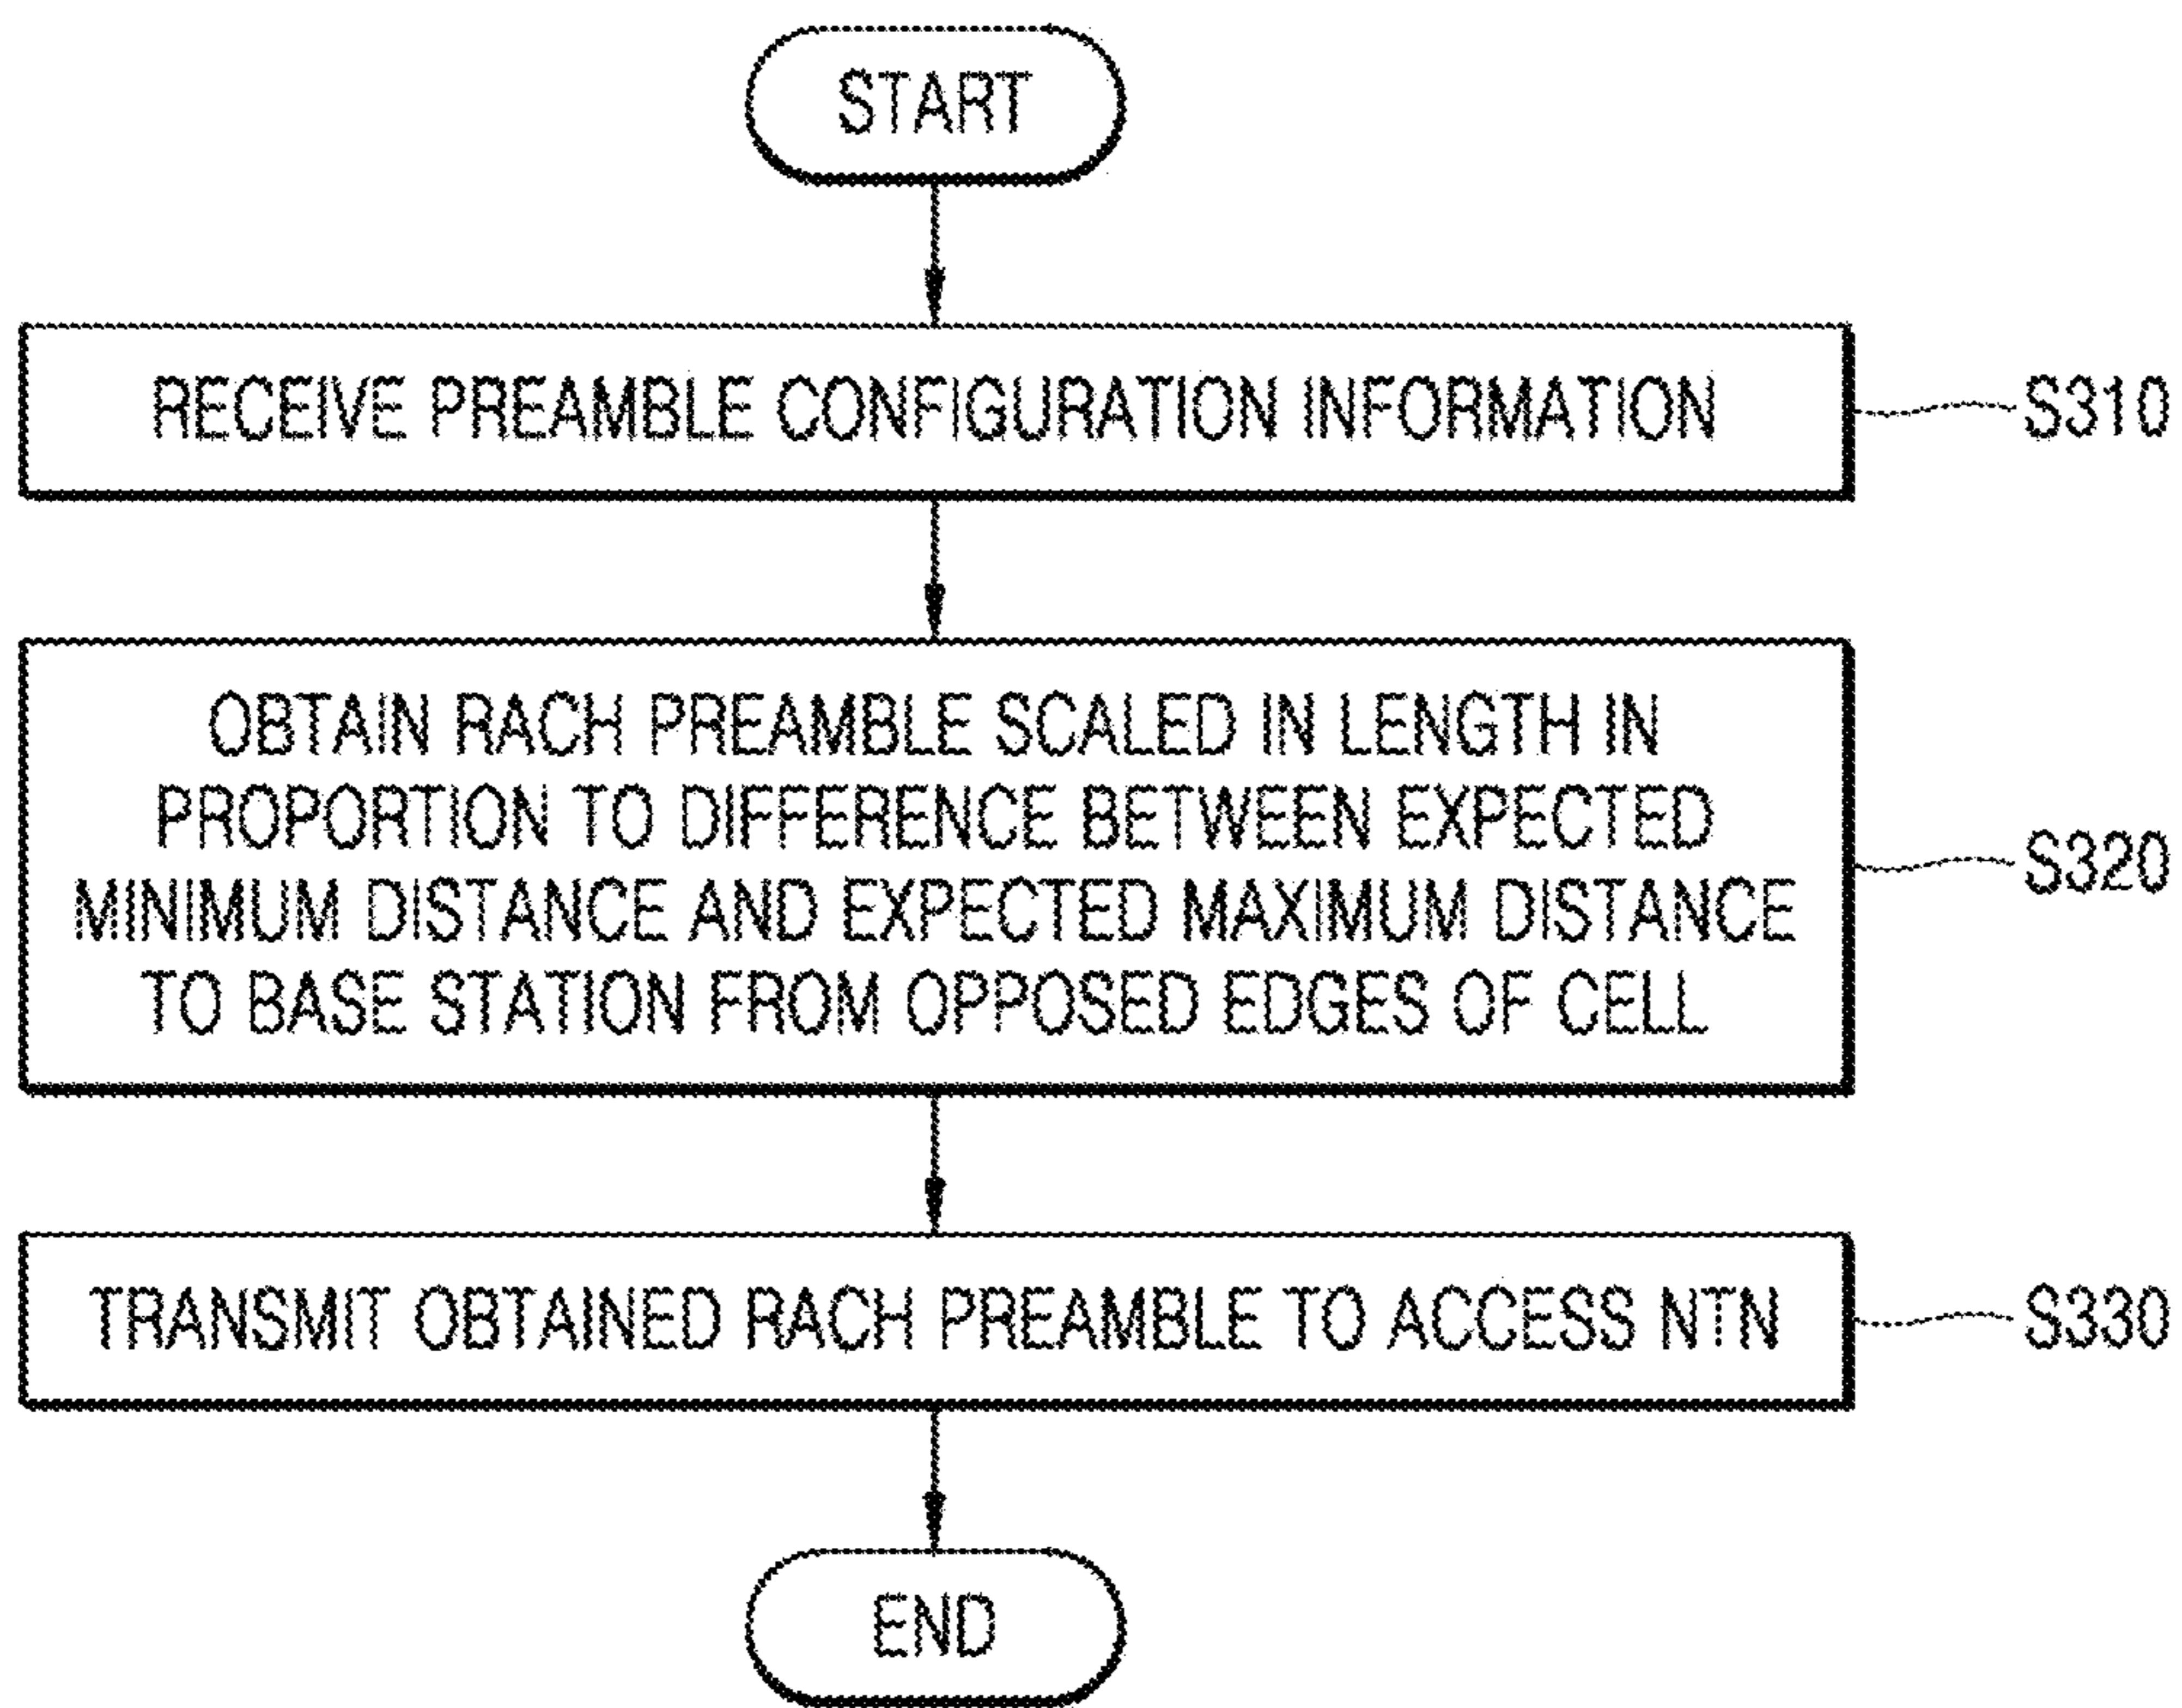 START
RECEIVE PREAMBLE CONFIGURATION INFORMATION
S310
OBTAIN RACH PREAMBLE SCALED IN LENGTH IN
PROPORTION TO DIFFERENCE BETWEEN EXPECTED
MINIMUM DISTANCE AND EXPECTED MAXIMUM DISTANCE
TO BASE STATION FROM OPPOSED EDGES OF CELL
S320
TRANSMIT OBTAINED RACH PREAMBLE TO ACCESS NTN
S330
END